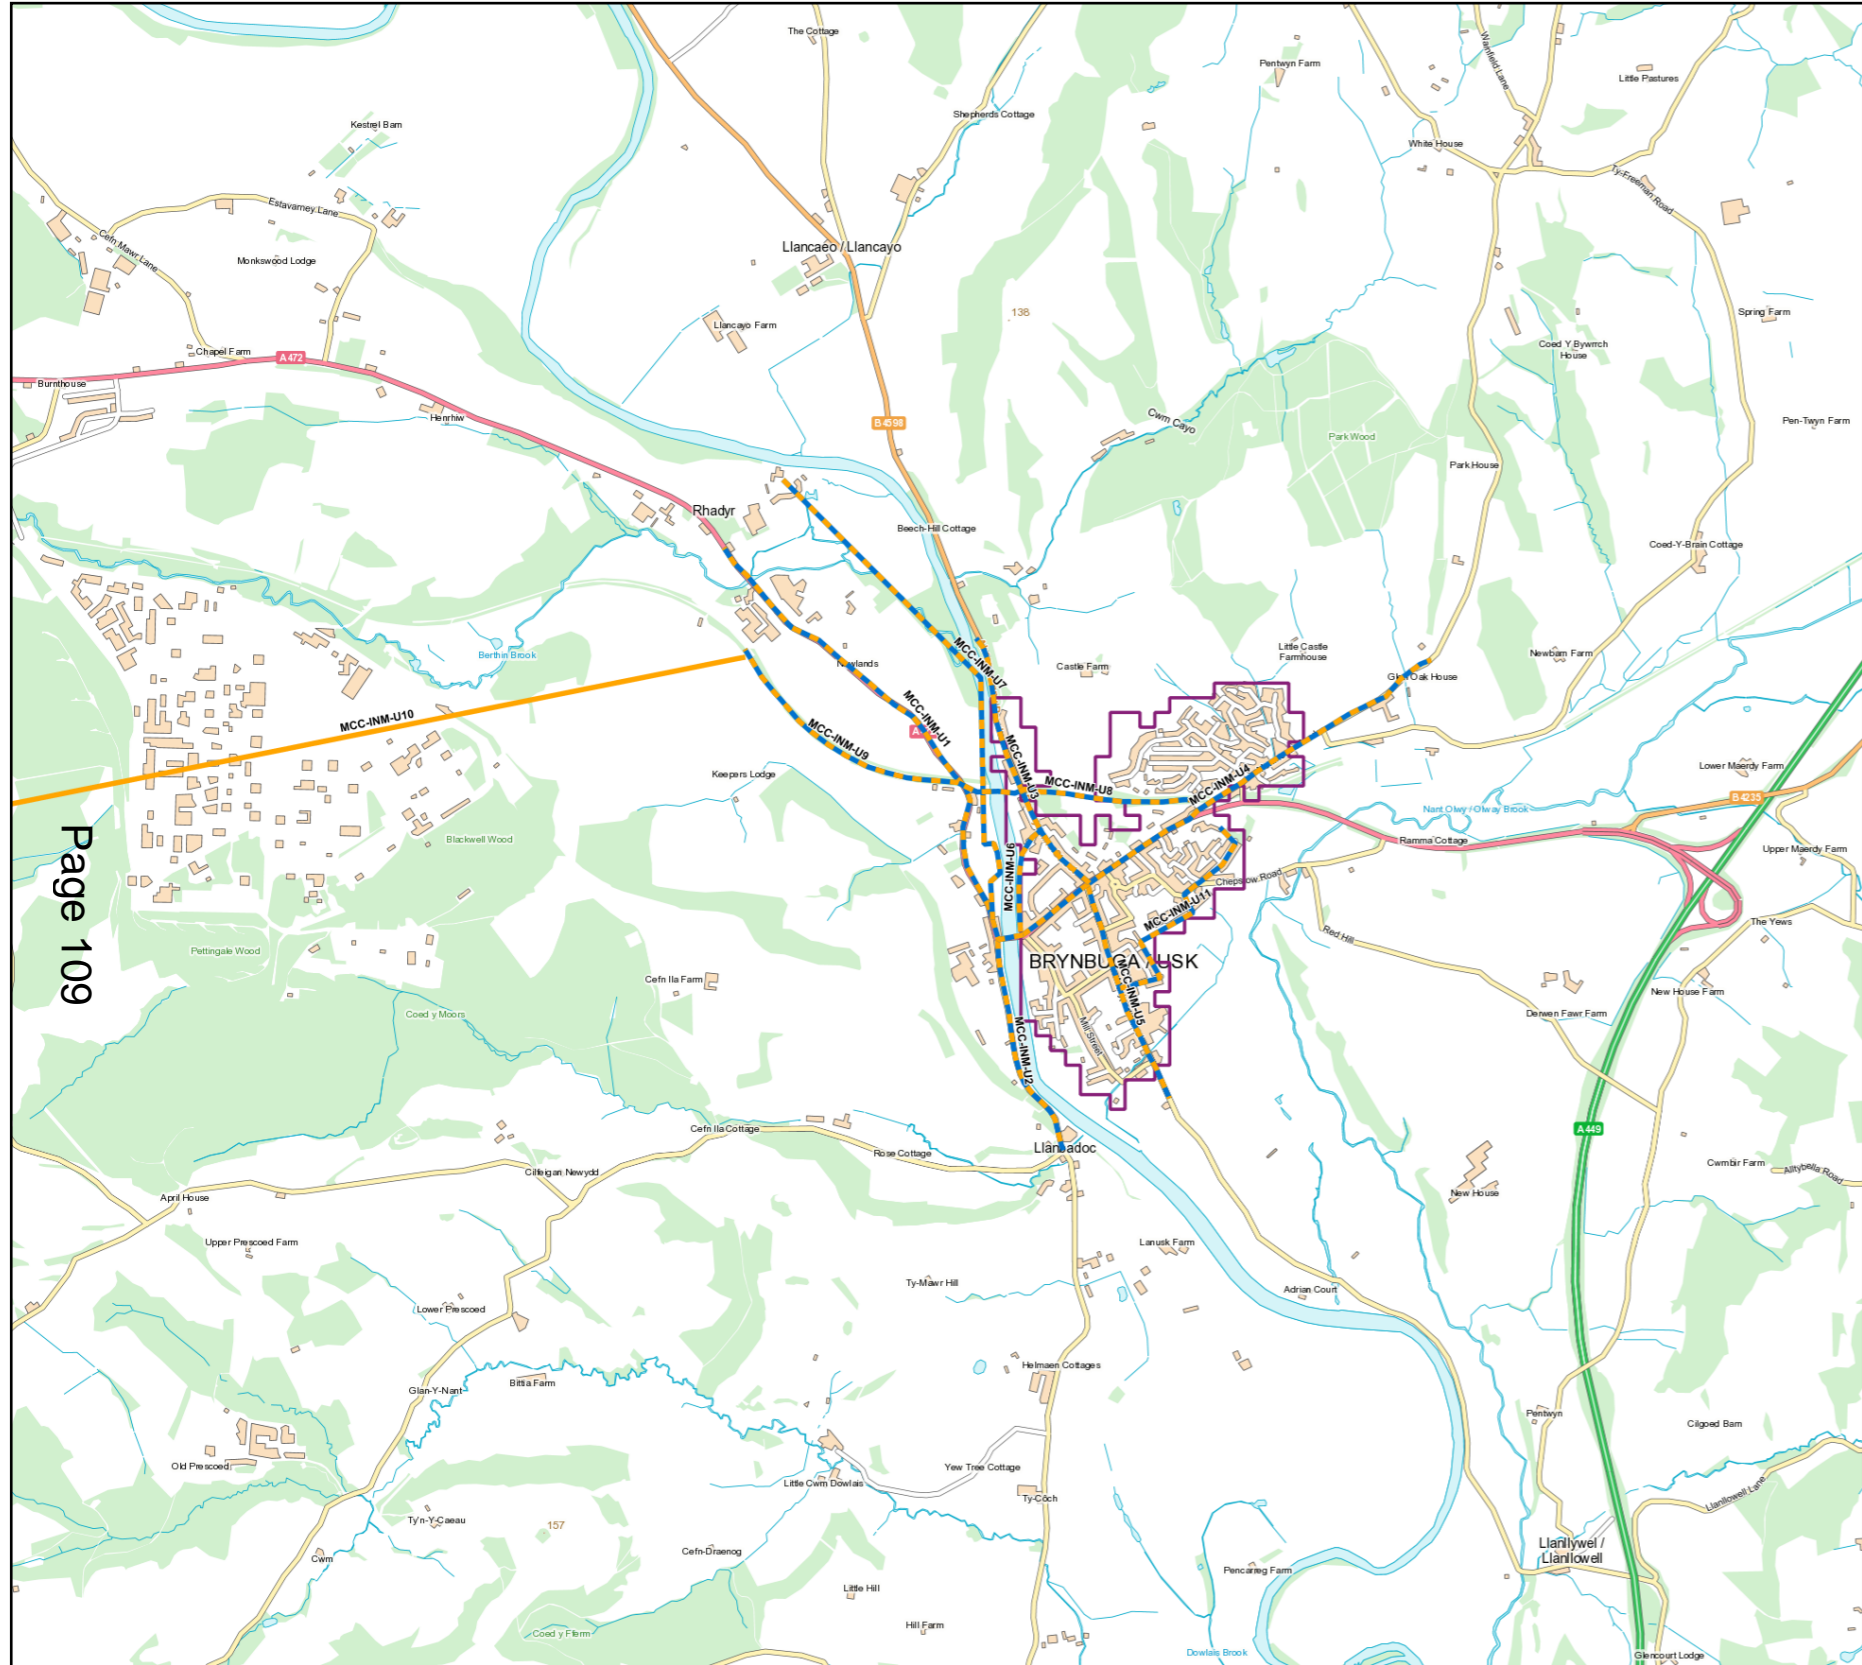 The Cottage
Pentwyn Farm
Warnfield Lane
Little Pastures
Kestrel Barn
Shepherds Cottage
White House
Ty-Freeman Road
Estavarney Lane
Cefn Mawr Lane
Monkswood Lodge
Llancaeo / Llancayo
138
Llancayo Farm
Spring Farm
Coed Y Bywrrch
House
Chapel Farm
A 472
Burnthouse
Henrhiw
B 4598
Cwm Cayo
Park Wood
Pen-Twyn Farm
Park House
Rhadyr
Beech-Hill Cottage
Coed-Y-Brain Cottage
Berthin Brook
Newlands
MCC-INM-U7
Castle Farm
Little Castle
Farmhouse
Newbarn Farm
Glen Oak House
MCC-INM-U10
MCC-INM-U9
MCC-INM-U1
A
MCC-INM-U3
MCC-INM-U8
MCC-INM-U4
Keepers Lodge
Lower Maerdy Farm
B 4235
Nant Olwy / Olway Brook
Ramma Cottage
Upper Maerdy Farm
Blackwell Wood
Page 109
MCC-INM-U6
Chepstow Road
MCC-INM-U11
Red Hill
The Yews
Pettingale Wood
BRYNBUGA / USK
Cefn Ila Farm
New House Farm
Coed y Moors
Derwen Fawr Farm
MCC-INM-U5
Mill Street
MCC-INM-U2
A 449
Cefn Ila Cottage
Rose Cottage
Llanbadoc
Cilfeigan Newydd
Cwmbir Farm
Alltybella Road
April House
New House
Upper Prescoed Farm
Lanusk Farm
Ty-Mawr Hill
Adrian Court
Lower Prescoed
Helmaen Cottages
Glan-Y-Nant
Bittia Farm
Pentwyn
Cilgoed Barn
Old Prescoed
Yew Tree Cottage
Little Cwm Dowlais
Ty-Coch
Llanllowell Lane
Ty'n-Y-Caeau
157
Cefn-Draenog
Cwm
Llanllywel /
Llanllowell
Pencarreg Farm
Little Hill
Hill Farm
Coed y Fferm
Dowlais Brook
Glencourt Lodge